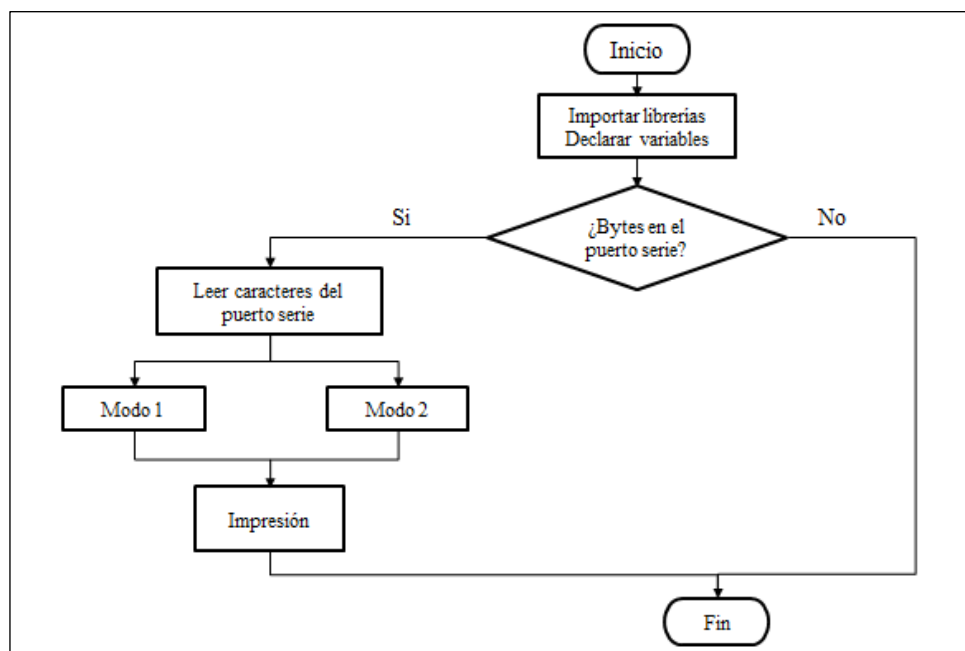 Inicio
Importar librerías
Declarar variables
¿Bytes en el
puerto serie?
Si
No
Leer caracteres del
puerto serie
Modo 1
Modo 2
Impresión
Fin